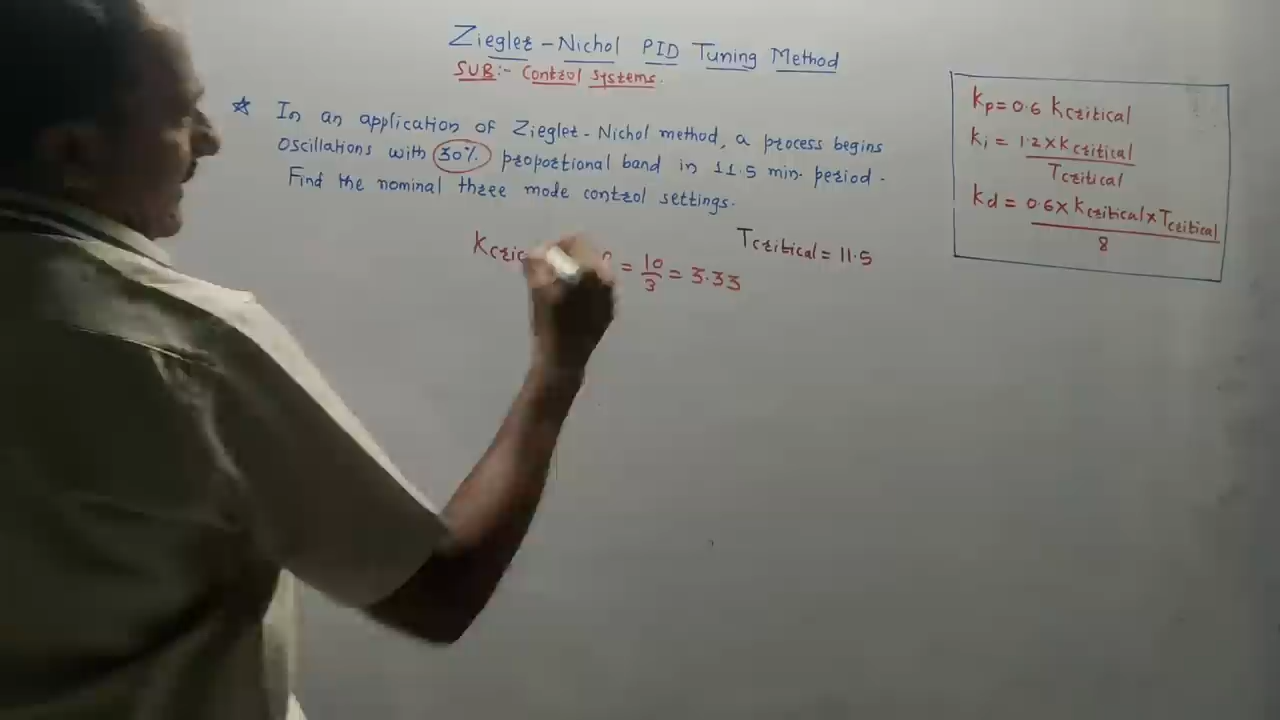 Ziegler-Nichol PID Tuning Method
SUB:- Control Systems.
☆ In an application of Ziegler-Nichol method, a process begins
oscillations with 30% proportional band in 11.5 min. period.
Find the nominal three mode control settings.
Kcric = 10/3 = 3.33
Tcritical = 11.5
Kp = 0.6 Kcritical
Ki = 1.2 x Kcritical / Tcritical
Kd = 0.6 x Kcritical x Tcritical / 8